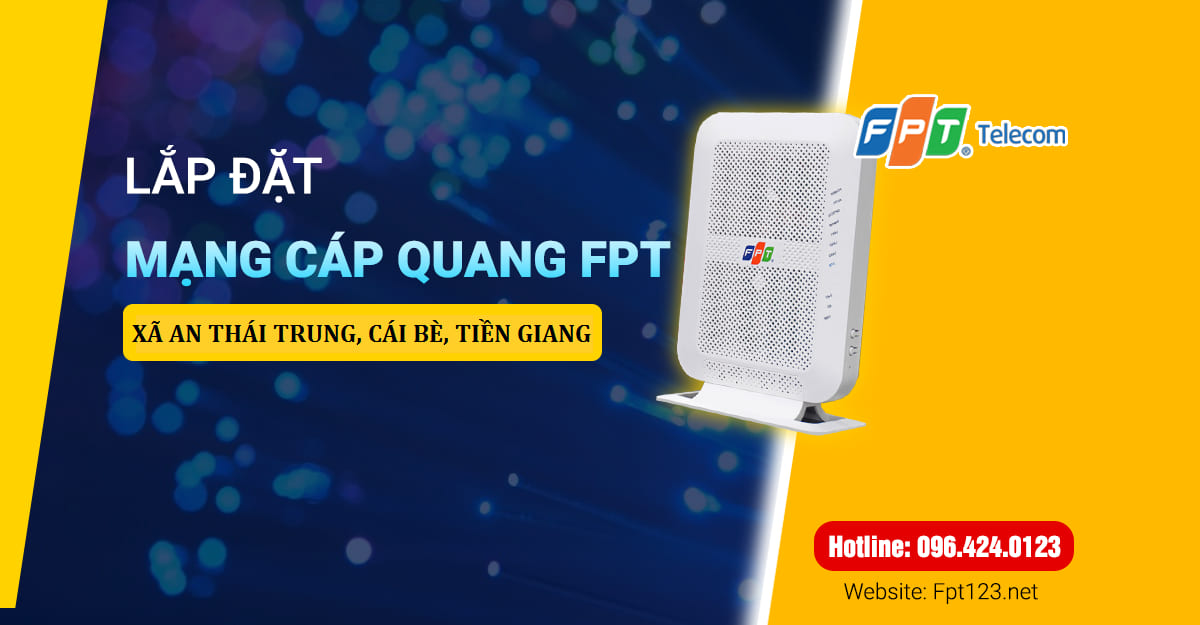 LẮP ĐẶT
MẠNG CÁP QUANG FPT
XÃ AN THÁI TRUNG, CÁI BÈ, TIỀN GIANG
FPT
FPT Telecom
Hotline: 096.424.0123
Website: Fpt123.net